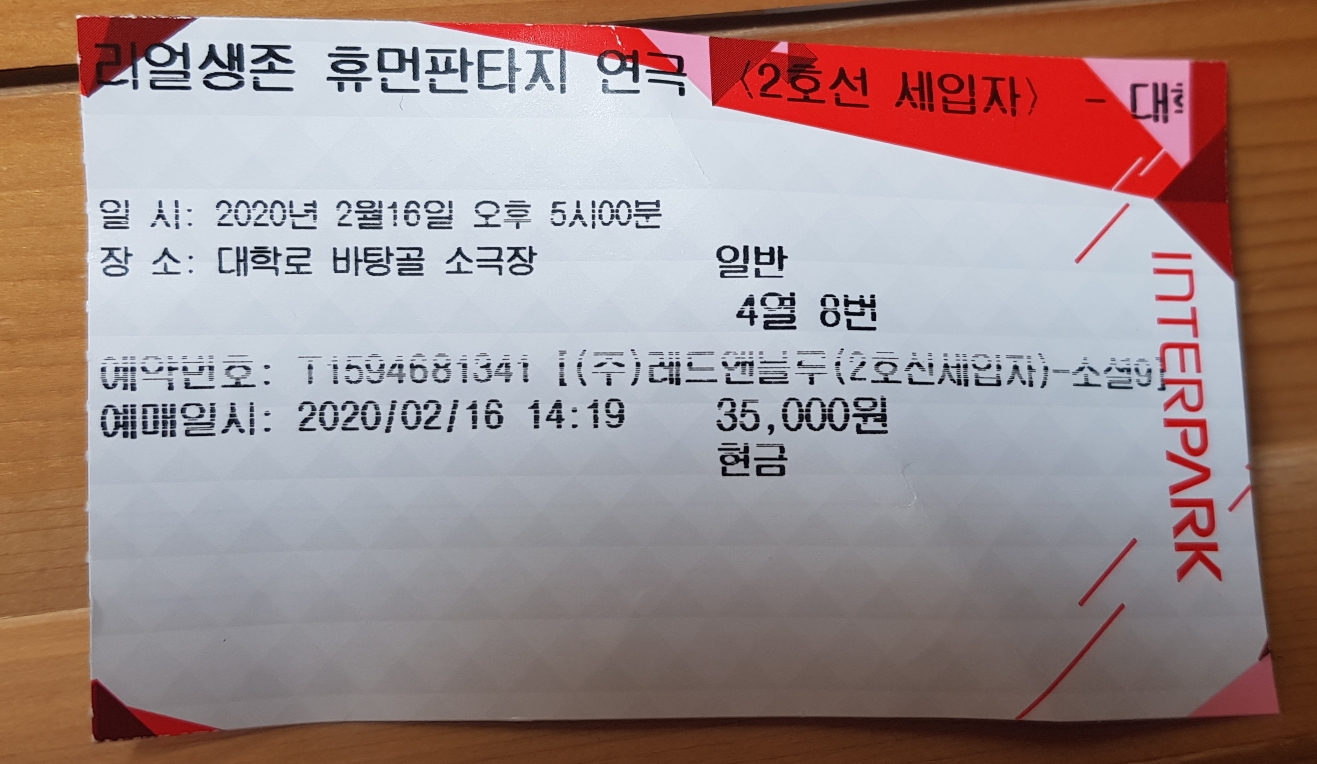 리얼생존 휴먼판타지 연극 〈2호선 세입자〉 - 대
일 시: 2020년 2월16일 오후 5시00분
장 소: 대학로 바탕골 소극장
일반
4열 8번
예약번호: T1594681341 [(주)레드앤블루(2호선세입자)-소셜9]
예매일시: 2020/02/16 14:19
35,000원
현금
INTERPARK